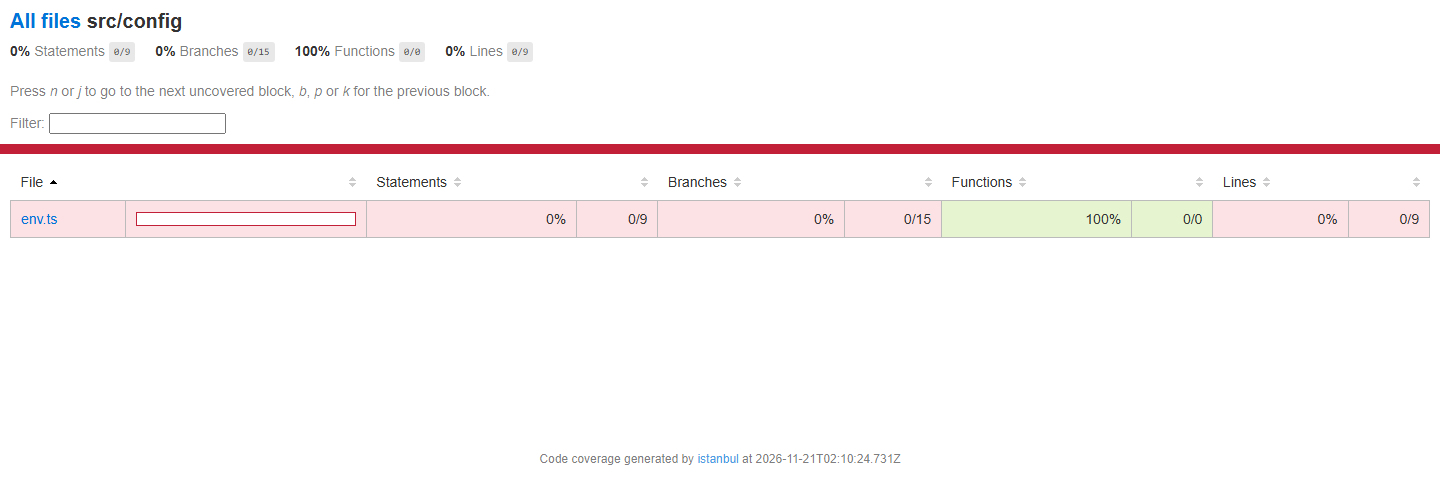 All files src/config
0% Statements 0/9 0% Branches 0/15 100% Functions 0/0 0% Lines 0/9
Press n or j to go to the next uncovered block, b, p or k for the previous block.
Filter:
File Statements Branches Functions Lines
env.ts 0% 0/9 0% 0/15 100% 0/0 0% 0/9
Code coverage generated by istanbul at 2026-11-21T02:10:24.731Z